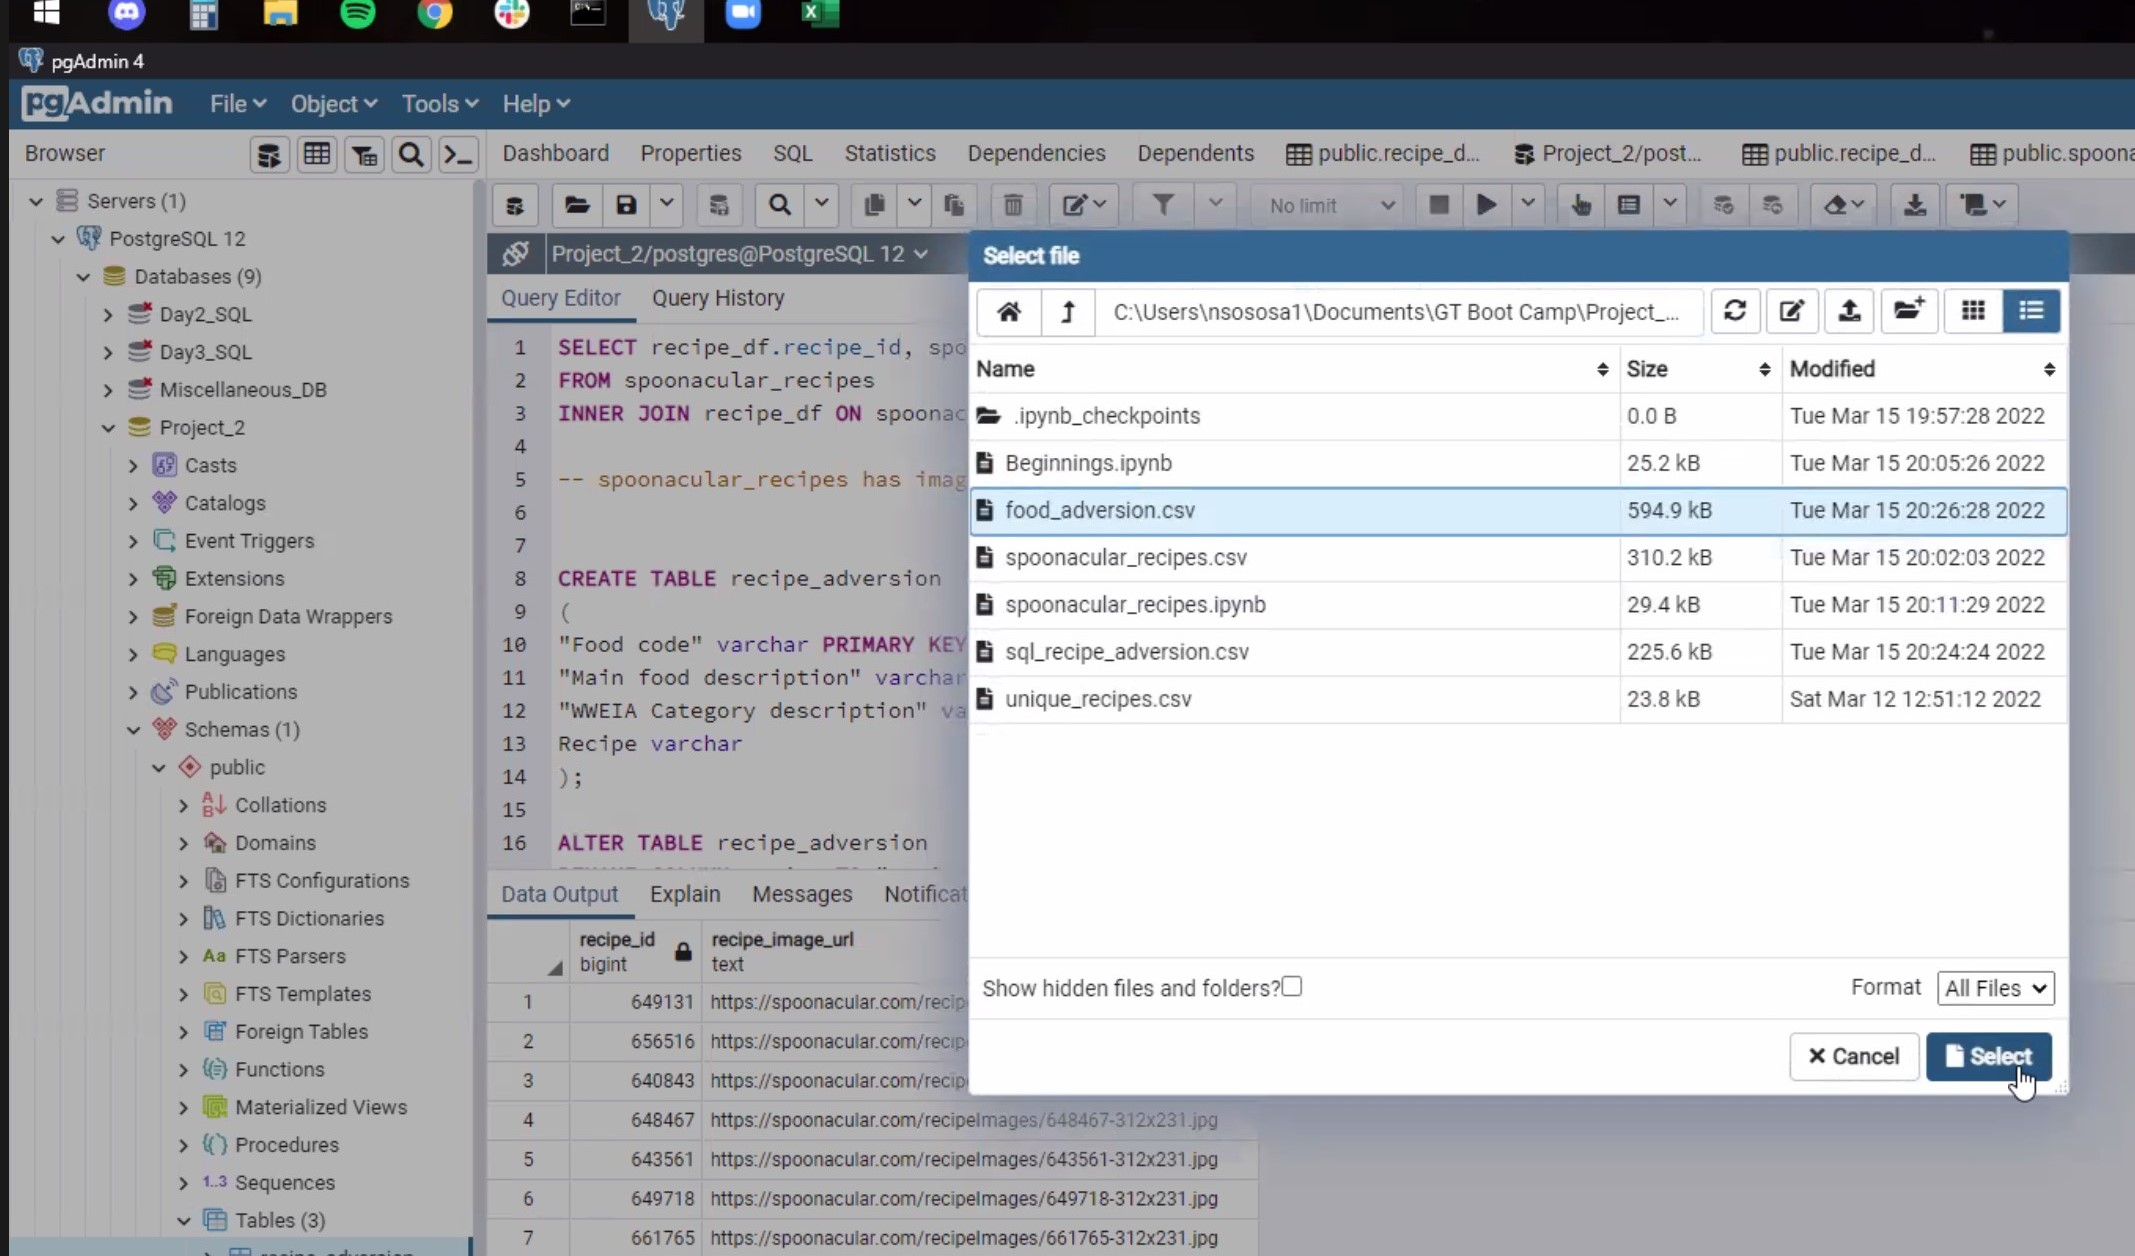 pgAdmin 4
pgAdmin File Object Tools Help
Browser
Dashboard Properties SQL Statistics Dependencies Dependents public.recipe_d... Project_2/post... public.recipe_d... public.spoona
No limit
Servers (1)
PostgreSQL 12
Databases (9)
Day2_SQL
Day3_SQL
Miscellaneous_DB
Project_2
Casts
Catalogs
Event Triggers
Extensions
Foreign Data Wrappers
Languages
Publications
Schemas (1)
public
Collations
Domains
FTS Configurations
FTS Dictionaries
Aa FTS Parsers
FTS Templates
Foreign Tables
Functions
Materialized Views
Procedures
1..3 Sequences
Tables (3)
Project_2/postgres@PostgreSQL 12
Query Editor Query History
1 SELECT recipe_df.recipe_id, spo
2 FROM spoonacular_recipes
3 INNER JOIN recipe_df ON spoonac
4
5 -- spoonacular_recipes has imag
6
7
8 CREATE TABLE recipe_adversion
9 (
10 "Food code" varchar PRIMARY KEY
11 "Main food description" varchar
12 "WWEIA Category description" va
13 Recipe varchar
14 );
15
16 ALTER TABLE recipe_adversion
Data Output Explain Messages Notificat
recipe_id recipe_image_url
bigint text
1 649131 https://spoonacular.com/recip
2 656516 https://spoonacular.com/recip
3 640843 https://spoonacular.com/recip
4 648467 https://spoonacular.com/recipeImages/648467-312x231.jpg
5 643561 https://spoonacular.com/recipeImages/643561-312x231.jpg
6 649718 https://spoonacular.com/recipeImages/649718-312x231.jpg
7 661765 https://spoonacular.com/recipeImages/661765-312x231.jpg
Select file
C:\Users\nsososa1\Documents\GT Boot Camp\Project_...
Name Size Modified
.ipynb_checkpoints 0.0 B Tue Mar 15 19:57:28 2022
Beginnings.ipynb 25.2 kB Tue Mar 15 20:05:26 2022
food_adversion.csv 594.9 kB Tue Mar 15 20:26:28 2022
spoonacular_recipes.csv 310.2 kB Tue Mar 15 20:02:03 2022
spoonacular_recipes.ipynb 29.4 kB Tue Mar 15 20:11:29 2022
sql_recipe_adversion.csv 225.6 kB Tue Mar 15 20:24:24 2022
unique_recipes.csv 23.8 kB Sat Mar 12 12:51:12 2022
Show hidden files and folders? Format All Files
Cancel Select